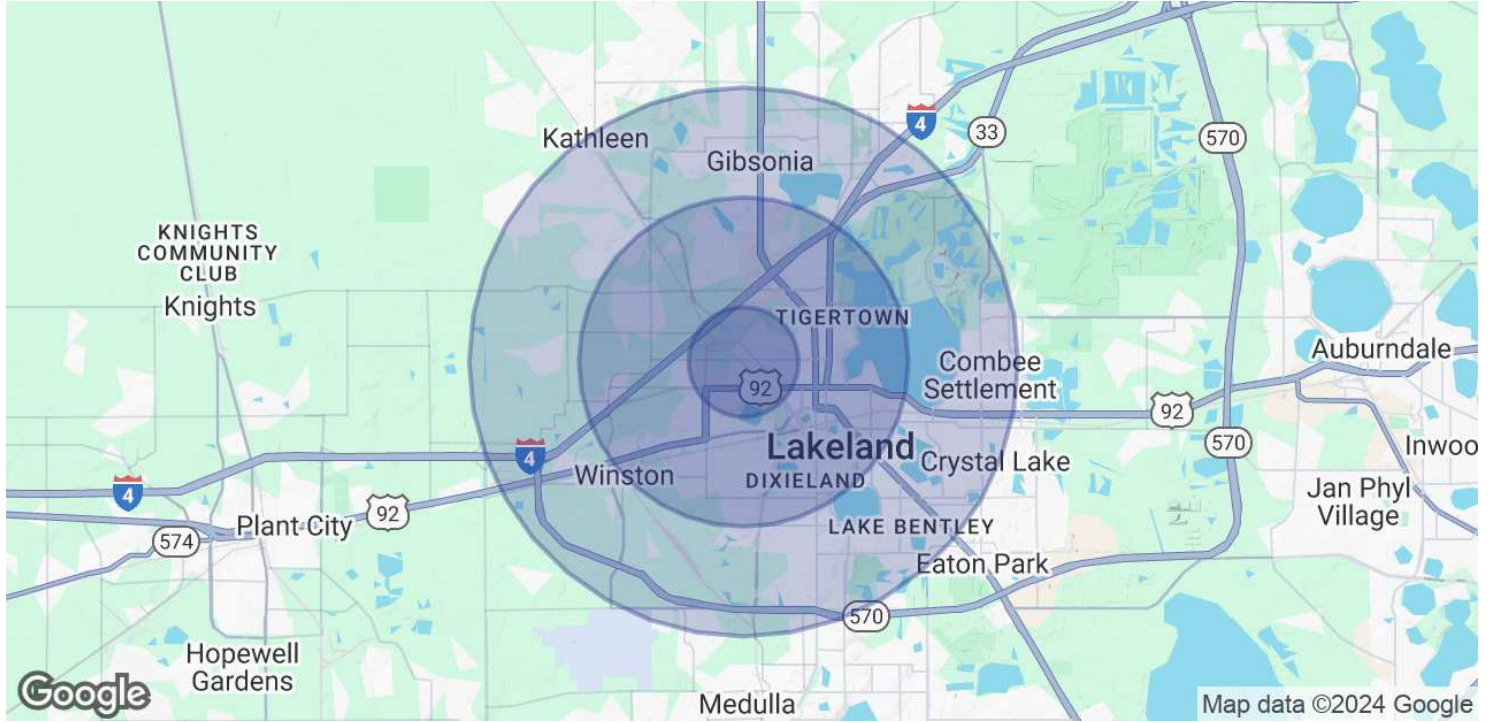 4
33
570
Kathleen
Gibsonia
KNIGHTS
COMMUNITY
CLUB
Knights
TIGERTOWN
Combee
Settlement
Auburndale
92
92
Lakeland
Crystal Lake
570
Inwoo
4
Winston
DIXIELAND
4
Jan Phyl
Village
92
Plant City
574
LAKE BENTLEY
Eaton Park
570
Hopewell
Gardens
Medulla
Google
Map data ©2024 Google